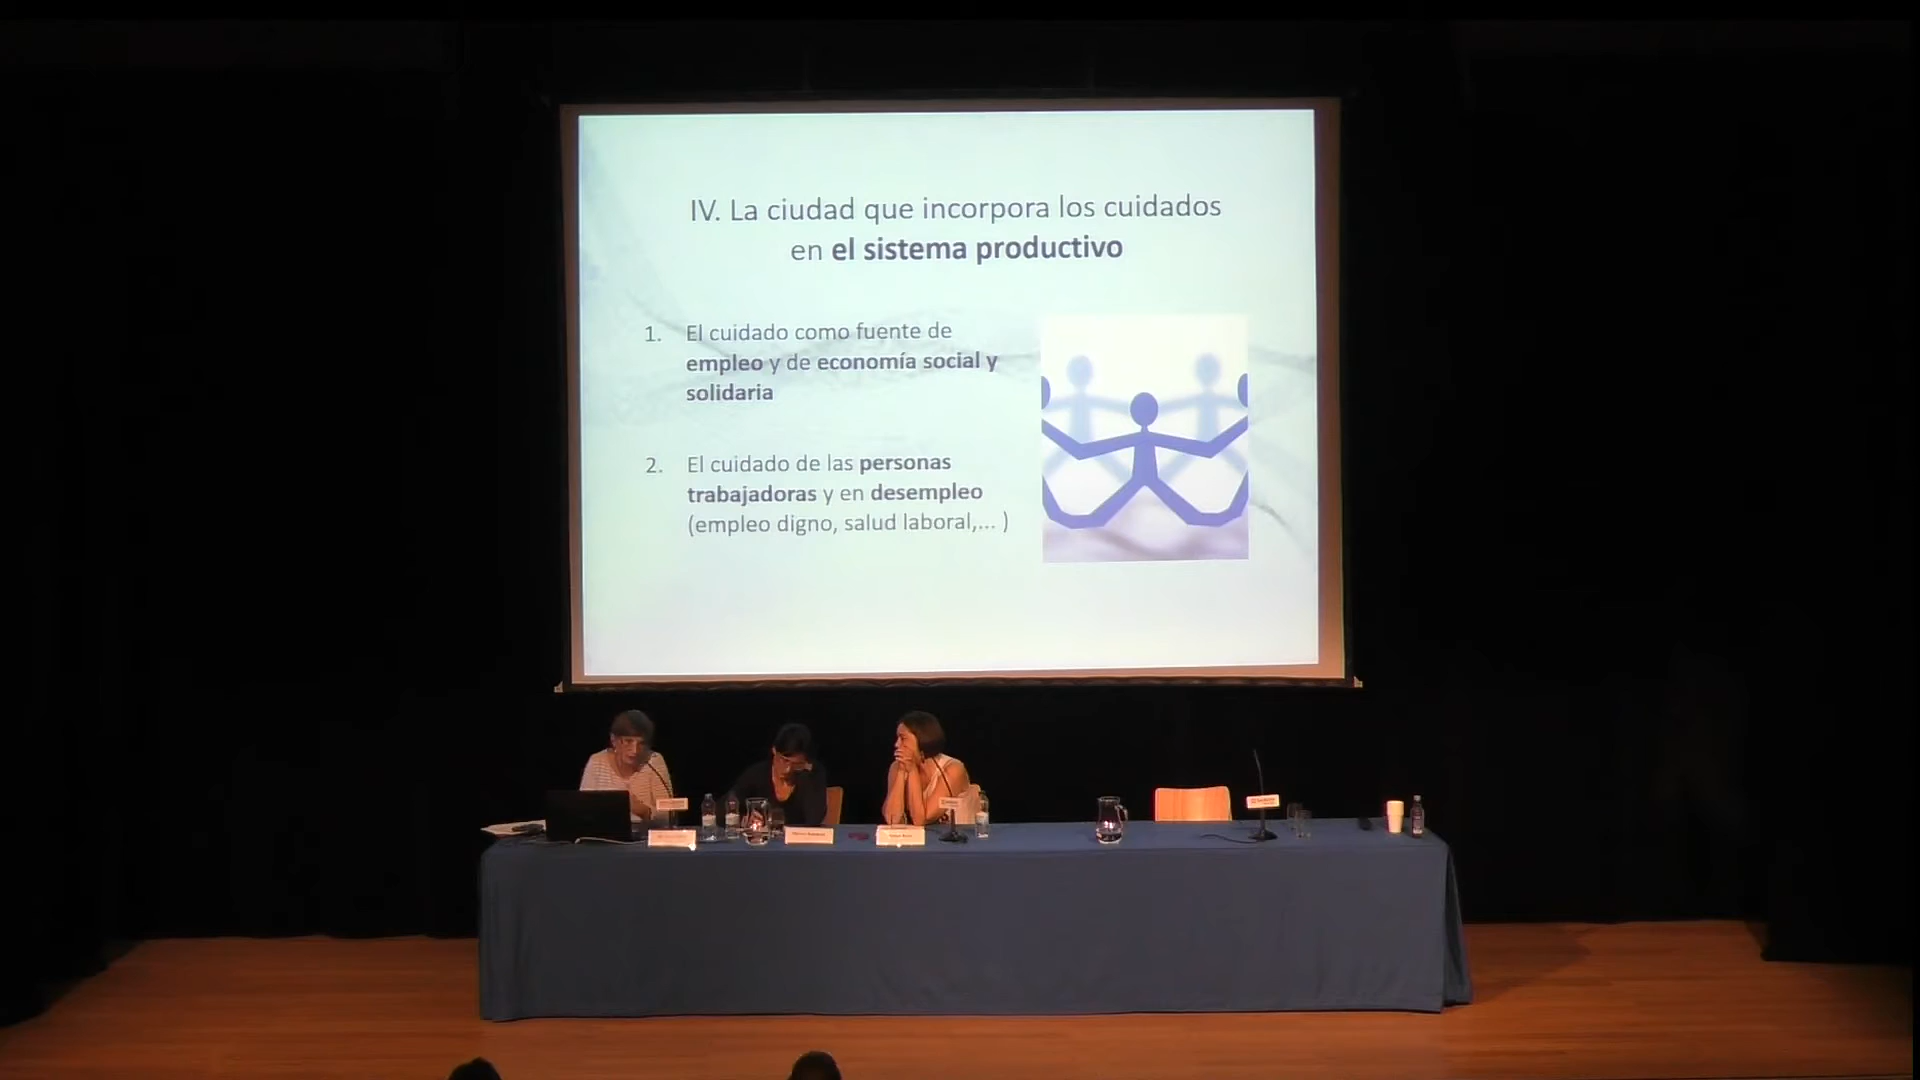 IV. La ciudad que incorpora los cuidados
en el sistema productivo
1. El cuidado como fuente de
empleo y de economía social y
solidaria
2. El cuidado de las personas
trabajadoras y en desempleo
(empleo digno, salud laboral,... )